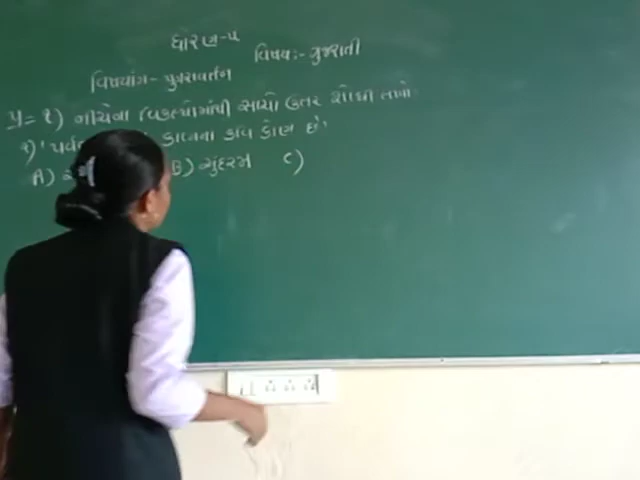 ધોરણ-૫
વિષય:- ગુજરાતી
વિષયાંગ- પુનરાવર્તન
પ્ર= ૧) નીચેના વિકલ્પોમાંથી સાચો ઉત્તર શોધી લખો.
૧) ' પર્વત કાવ્યના કવિ કોણ છે?
A) B) સુંદરમ C)